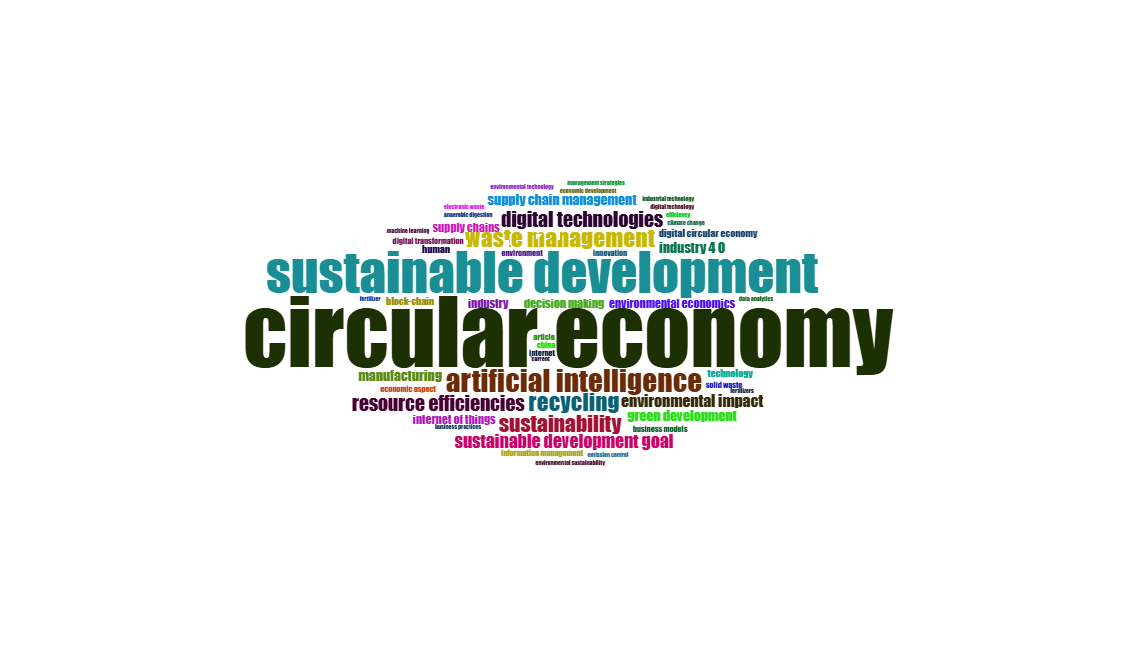 management strategies
environmental technology
economic development
supply chain management
industrial technology
electronic waste
digital technology
anaerobic digestion
digital technologies
efficiency
climate change
supply chains
machine learning
waste management
digital circular economy
digital transformation
human
industry 4 0
environment
innovation
sustainable development
fertilizer
block-chain
industry
decision making
environmental economics
data analytics
circular economy
article
china
internet
current
manufacturing
artificial intelligence
technology
economic aspect
solid waste
fertilizers
resource efficiencies
recycling
environmental impact
internet of things
sustainability
green development
business practices
business models
sustainable development goal
information management
emission control
environmental sustainability